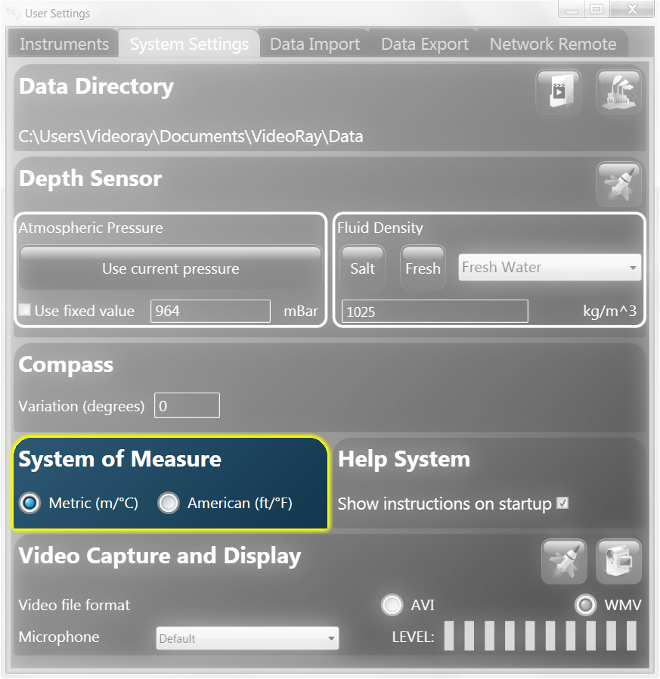 User Settings
Instruments System Settings Data Import Data Export Network Remote
Data Directory
C:\Users\Videoray\Documents\VideoRay\Data
Depth Sensor
Atmospheric Pressure
Use current pressure
Use fixed value 964 mBar
Fluid Density
Salt Fresh Fresh Water
1025 kg/m^3
Compass
Variation (degrees) 0
System of Measure
Metric (m/°C) American (ft/°F)
Help System
Show instructions on startup
Video Capture and Display
Video file format AVI WMV
Microphone Default LEVEL: